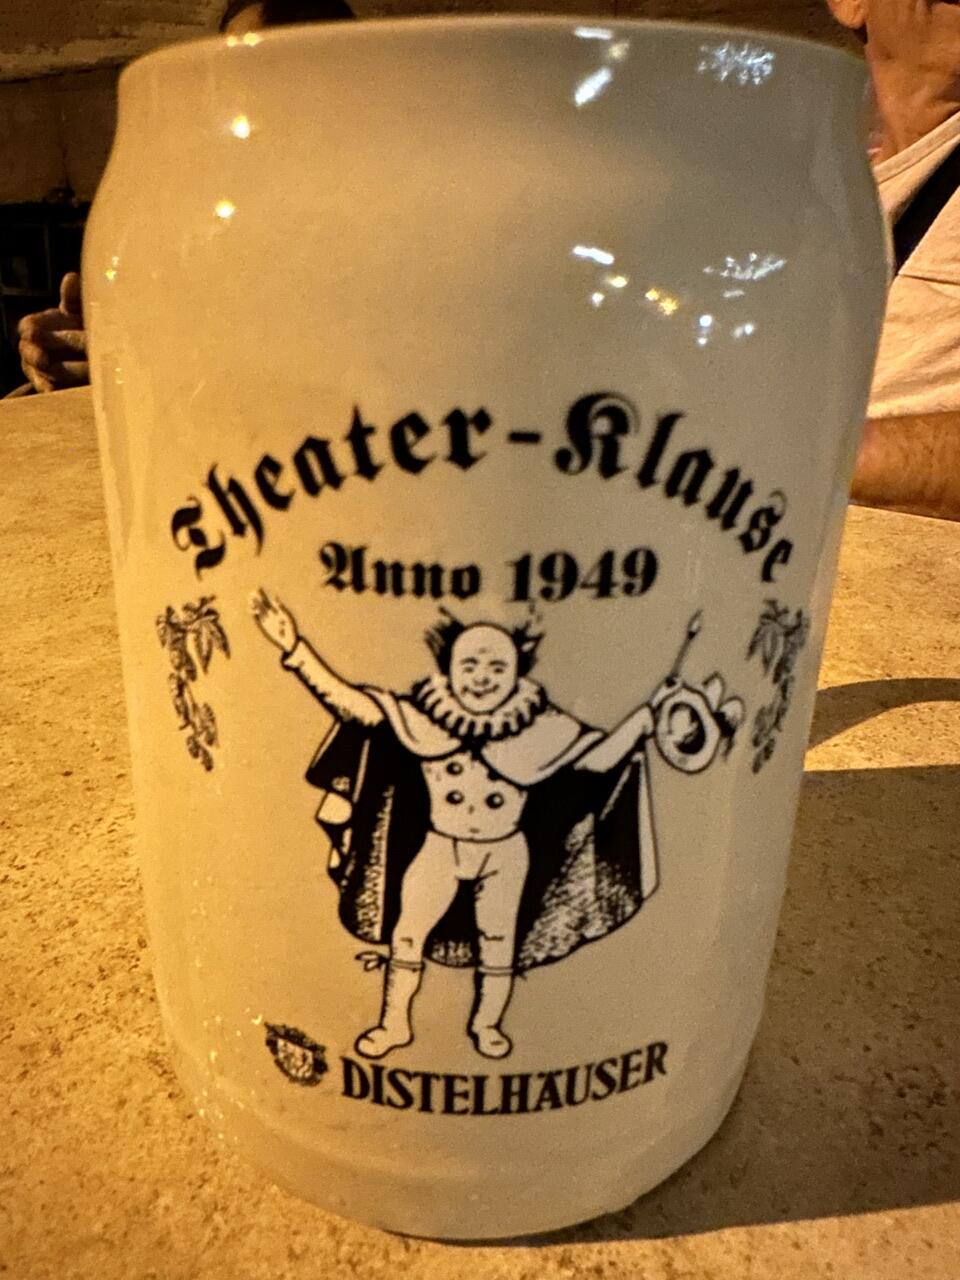 Theater-Klause
Anno 1949
DISTELHÄUSER